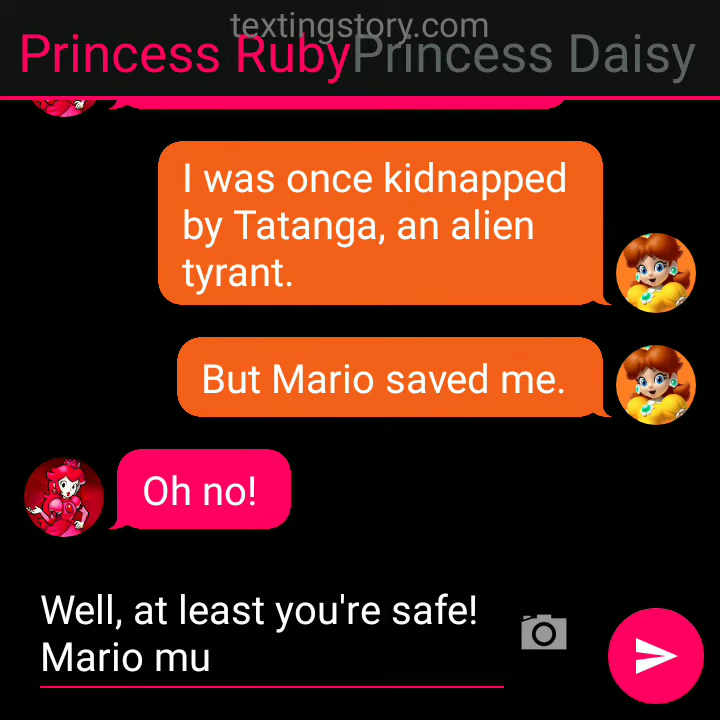 textingstory.com
Princess Ruby Princess Daisy
I was once kidnapped
by Tatanga, an alien
tyrant.
But Mario saved me.
Oh no!
Well, at least you're safe!
Mario mu